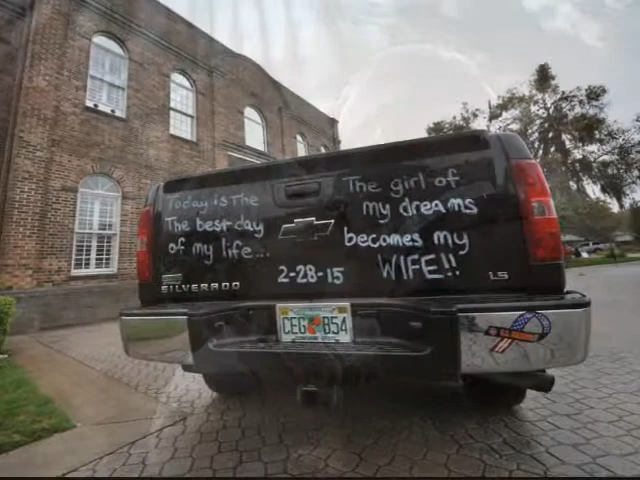 Today is The
The best day
of my life...
The girl of
my dreams
becomes my
WIFE!!
2-28-15
SILVERADO
LS
CEG B54